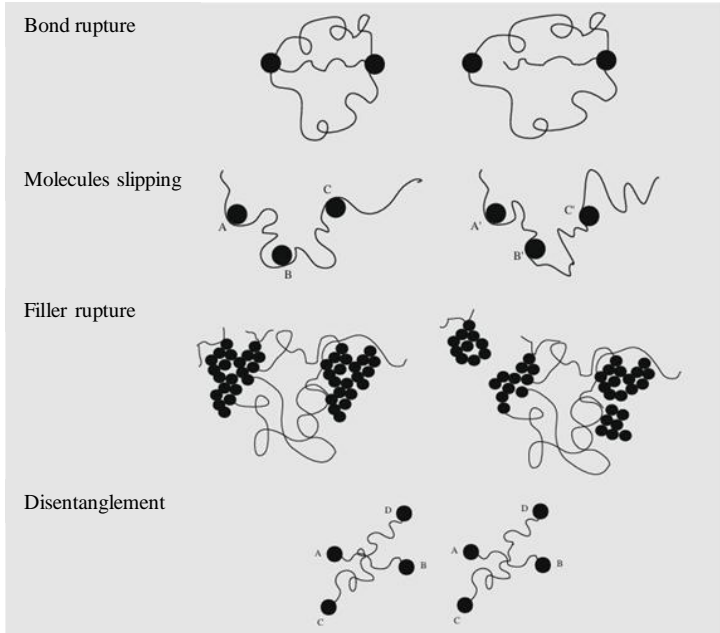 Bond rupture
Molecules slipping
C
A
B
C'
A'
B'
Filler rupture
Disentanglement
D
A
B
C
D
A
B
C